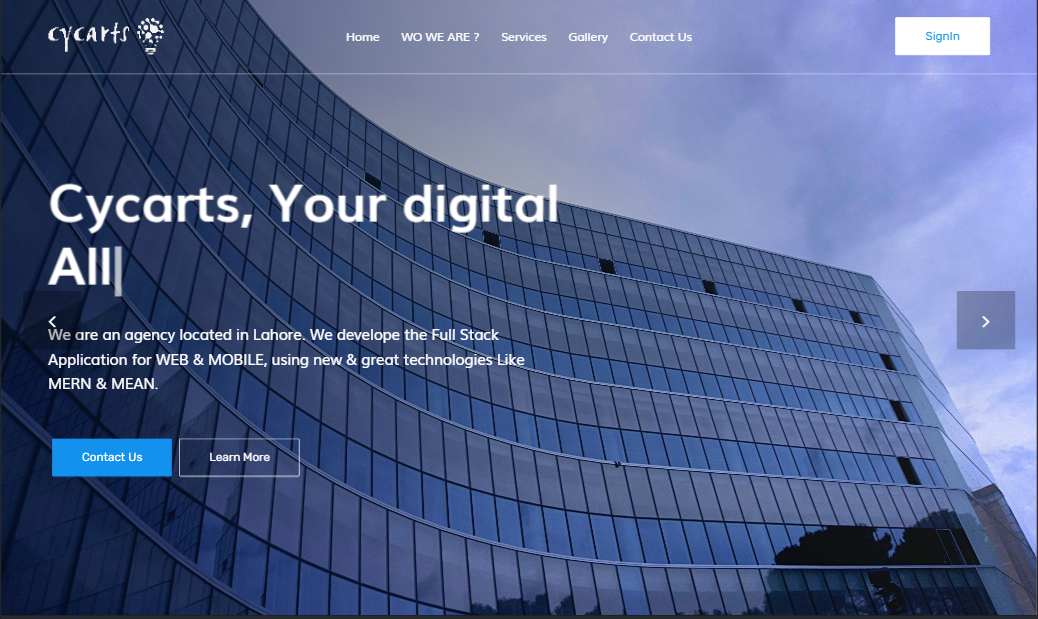 cycarts
Home WO WE ARE ? Services Gallery Contact Us SignIn
Cycarts, Your digital
All|
We are an agency located in Lahore. We develope the Full Stack
Application for WEB & MOBILE, using new & great technologies Like
MERN & MEAN.
Contact Us Learn More